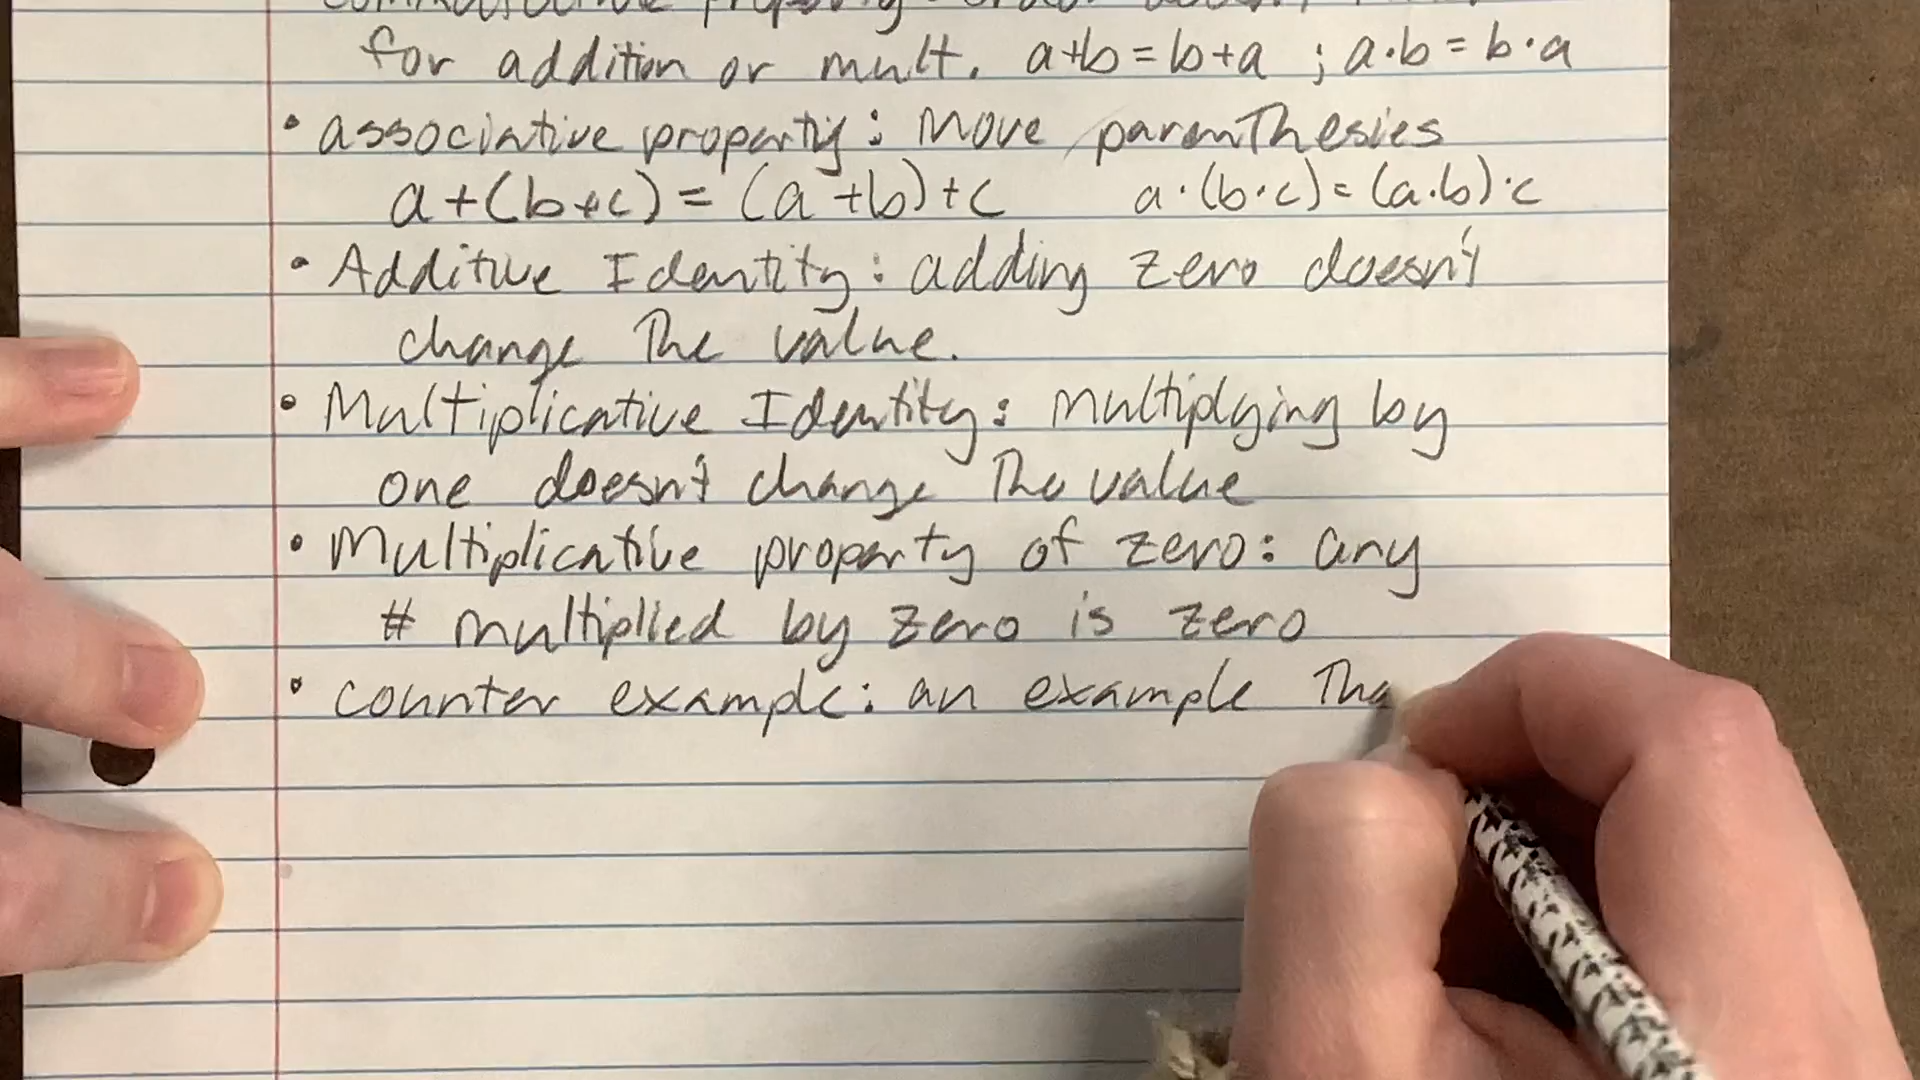 for addition or mult. a+b = b+a ; a·b = b·a
• associative property: Move parenthesies
a+(b+c) = (a+b)+c a·(b·c)=(a·b)·c
• Additive Identity: adding zero doesn't
change the value.
• Multiplicative Identity: multiplying by
one doesn't change the value
• Multiplicative property of zero: any
# multiplied by zero is zero
• counter example: an example tha